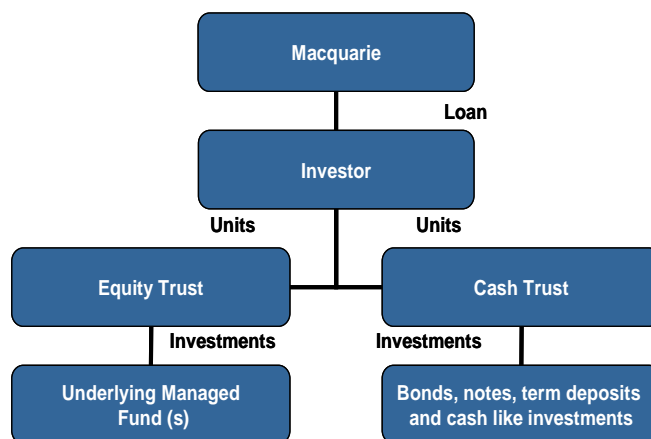 Macquarie
Loan
Investor
Units Units
Equity Trust Cash Trust
Investments Investments
Underlying Managed Bonds, notes, term deposits
Fund (s) and cash like investments